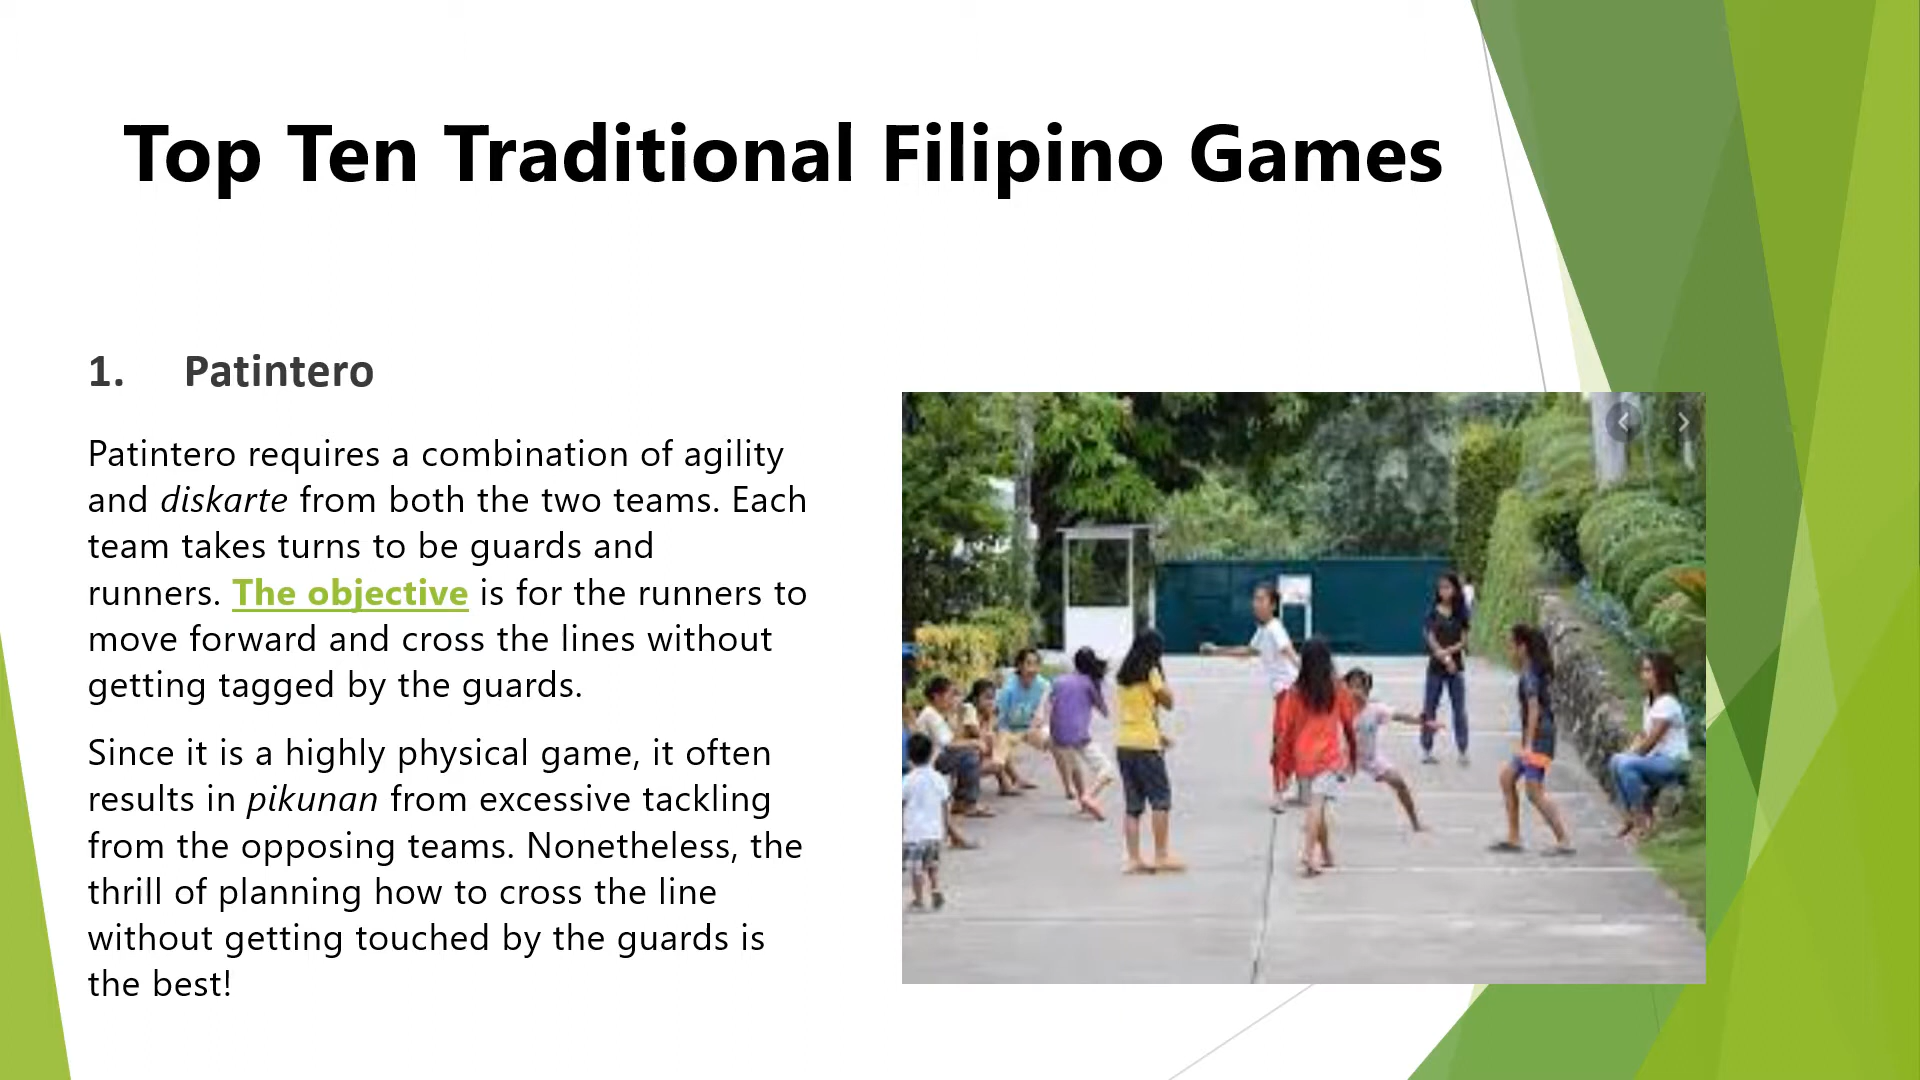 Top Ten Traditional Filipino Games
1. Patintero
Patintero requires a combination of agility
and diskarte from both the two teams. Each
team takes turns to be guards and
runners. The objective is for the runners to
move forward and cross the lines without
getting tagged by the guards.
Since it is a highly physical game, it often
results in pikunan from excessive tackling
from the opposing teams. Nonetheless, the
thrill of planning how to cross the line
without getting touched by the guards is
the best!